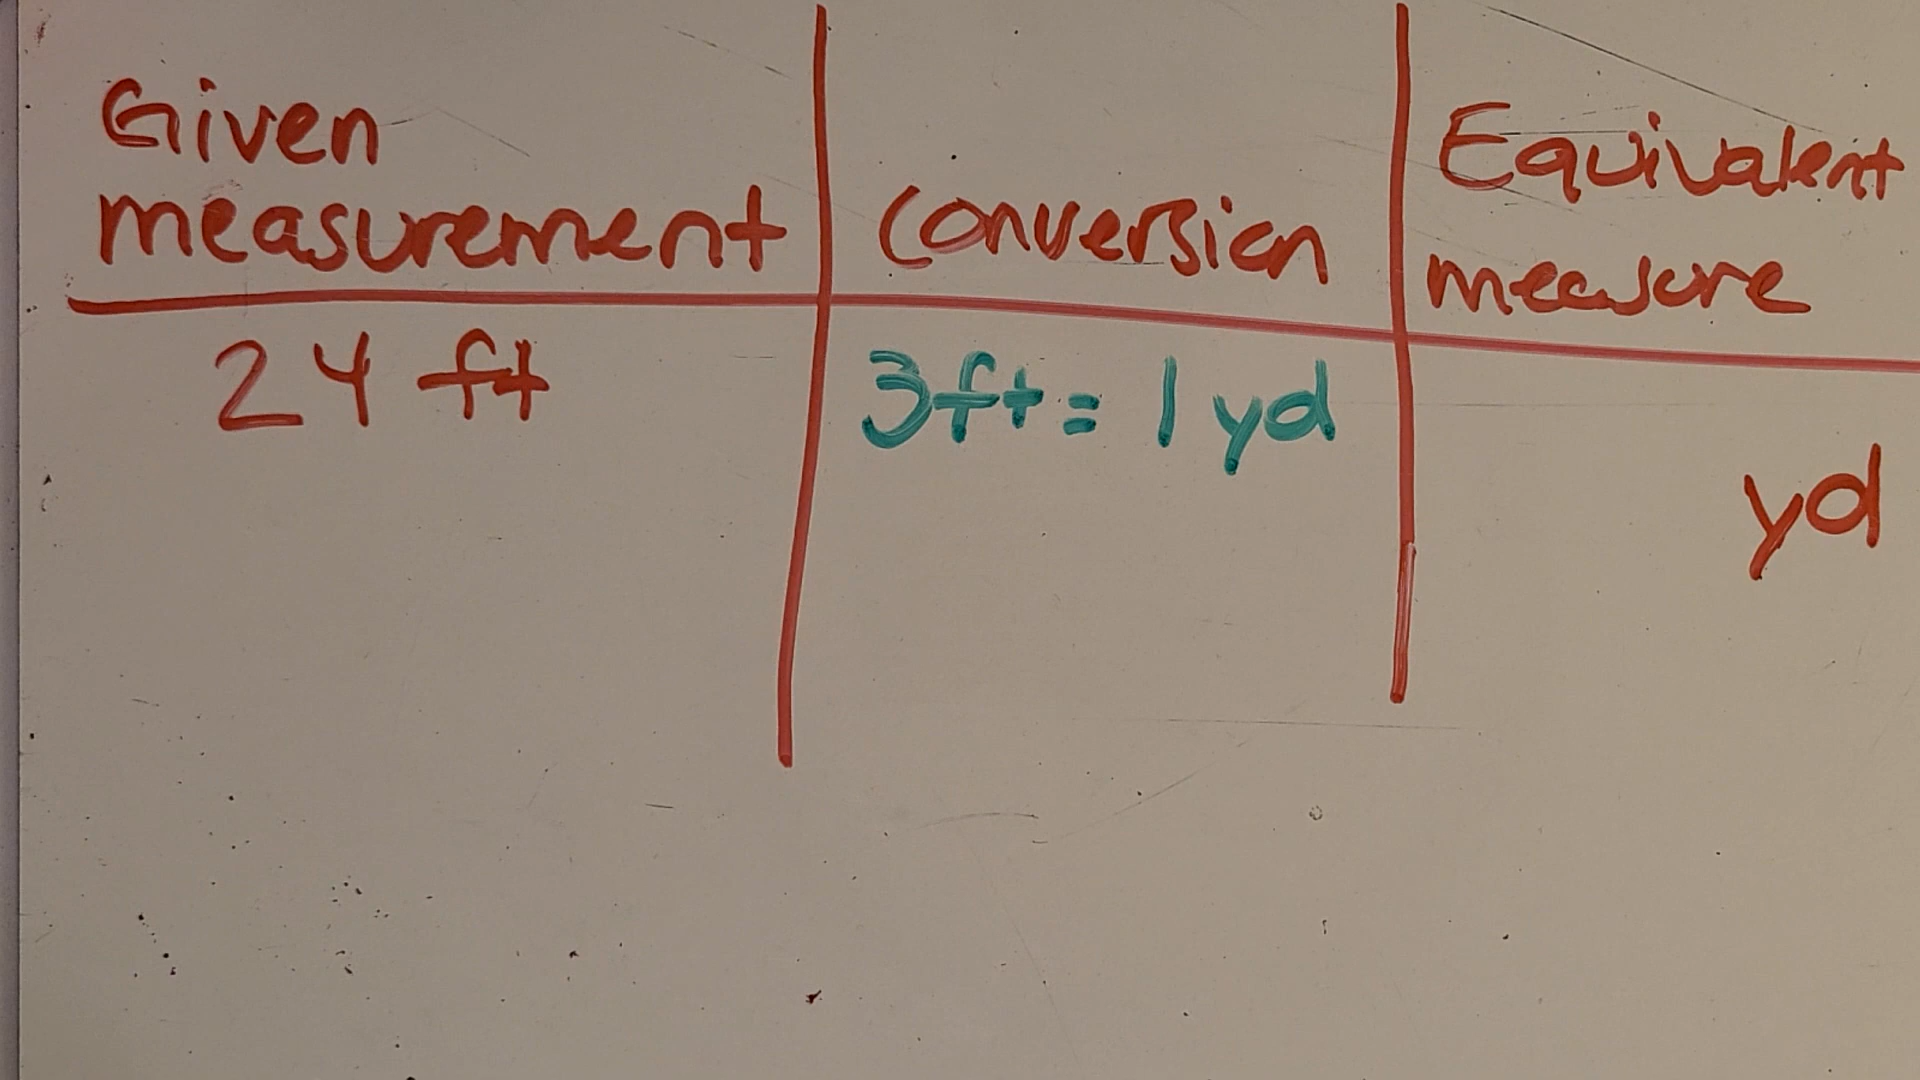 Given
measurement
conversion
Equivalent
measure
24 ft
3ft = 1 yd
yd